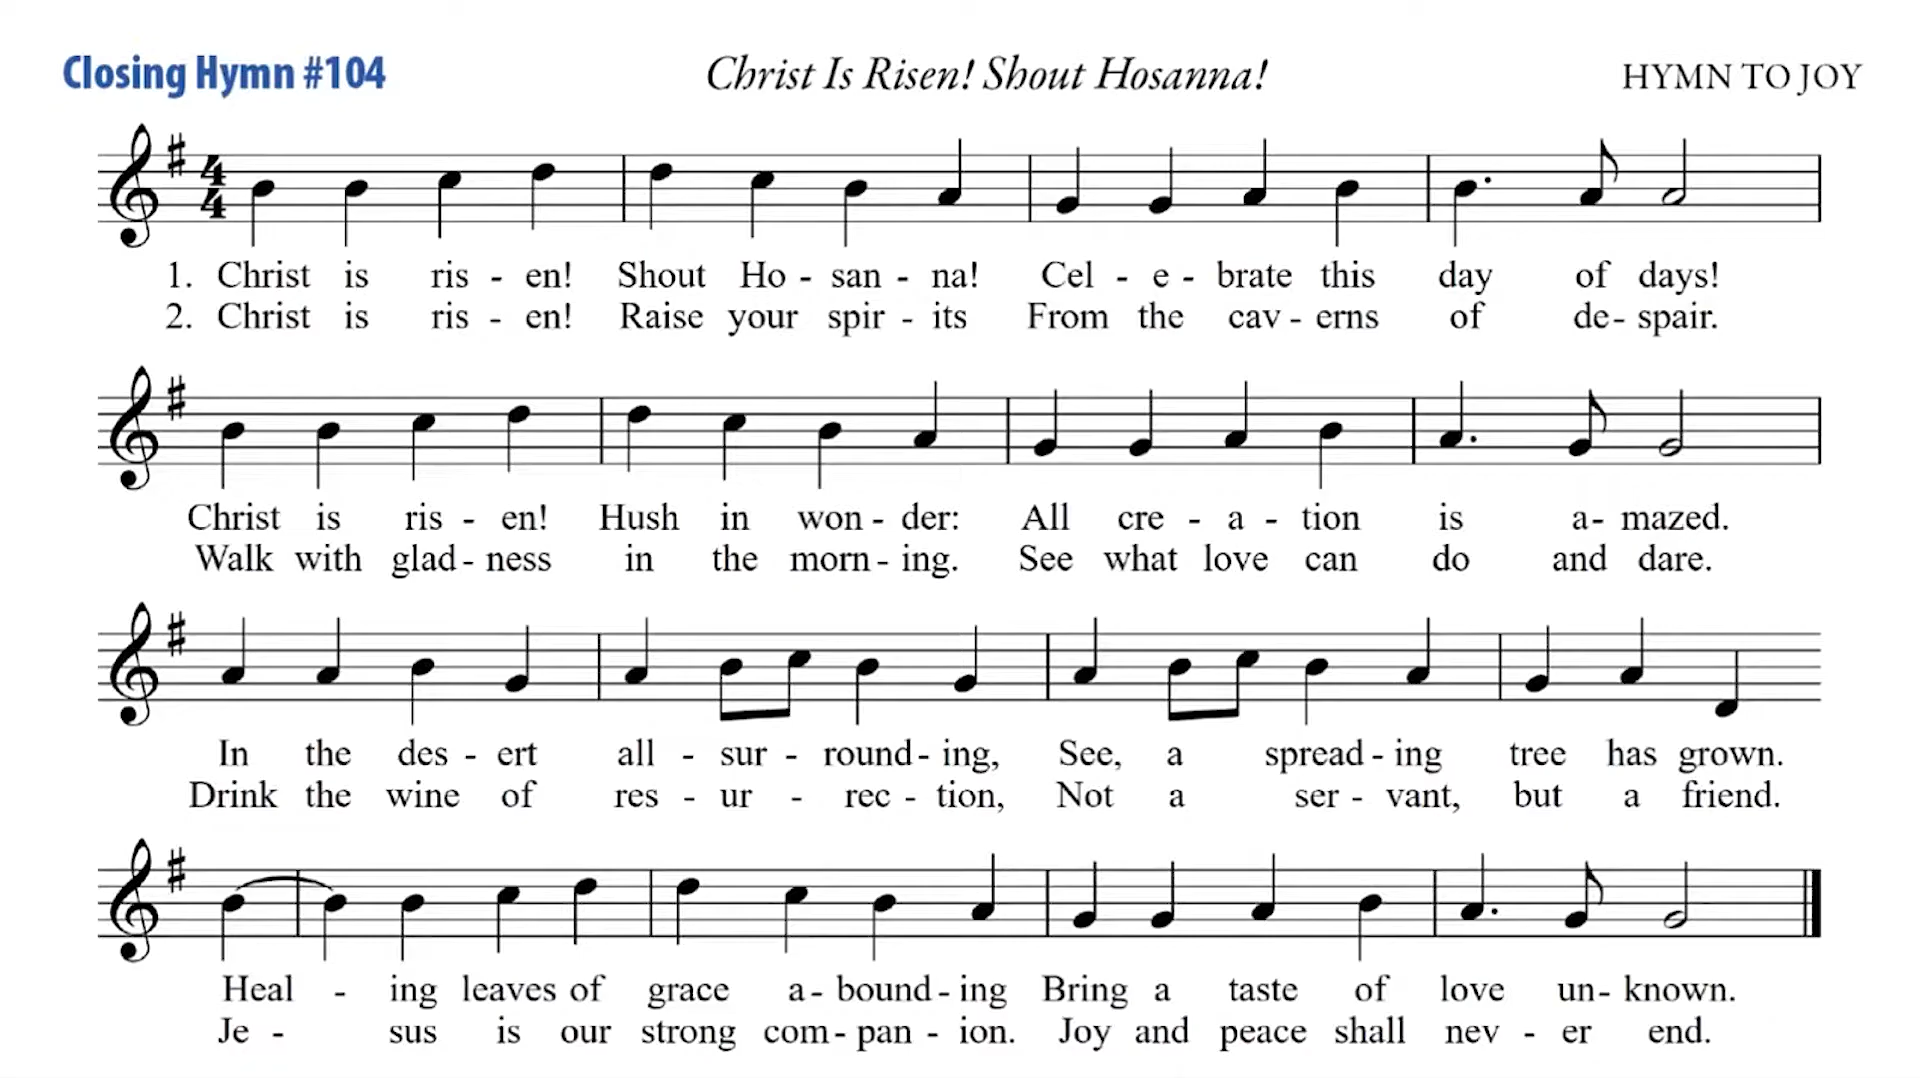 Closing Hymn #104 Christ Is Risen! Shout Hosanna! HYMN TO JOY
1. Christ is ris - en! Shout Ho - san - na! Cel - e - brate this day of days!
2. Christ is ris - en! Raise your spir - its From the cav - erns of de - spair.
Christ is ris - en! Hush in won - der: All cre - a - tion is a - mazed.
Walk with glad - ness in the morn - ing. See what love can do and dare.
In the des - ert all - sur - round - ing, See, a spread - ing tree has grown.
Drink the wine of res - ur - rec - tion, Not a ser - vant, but a friend.
Heal - ing leaves of grace a - bound - ing Bring a taste of love un - known.
Je - sus is our strong com - pan - ion. Joy and peace shall nev - er end.